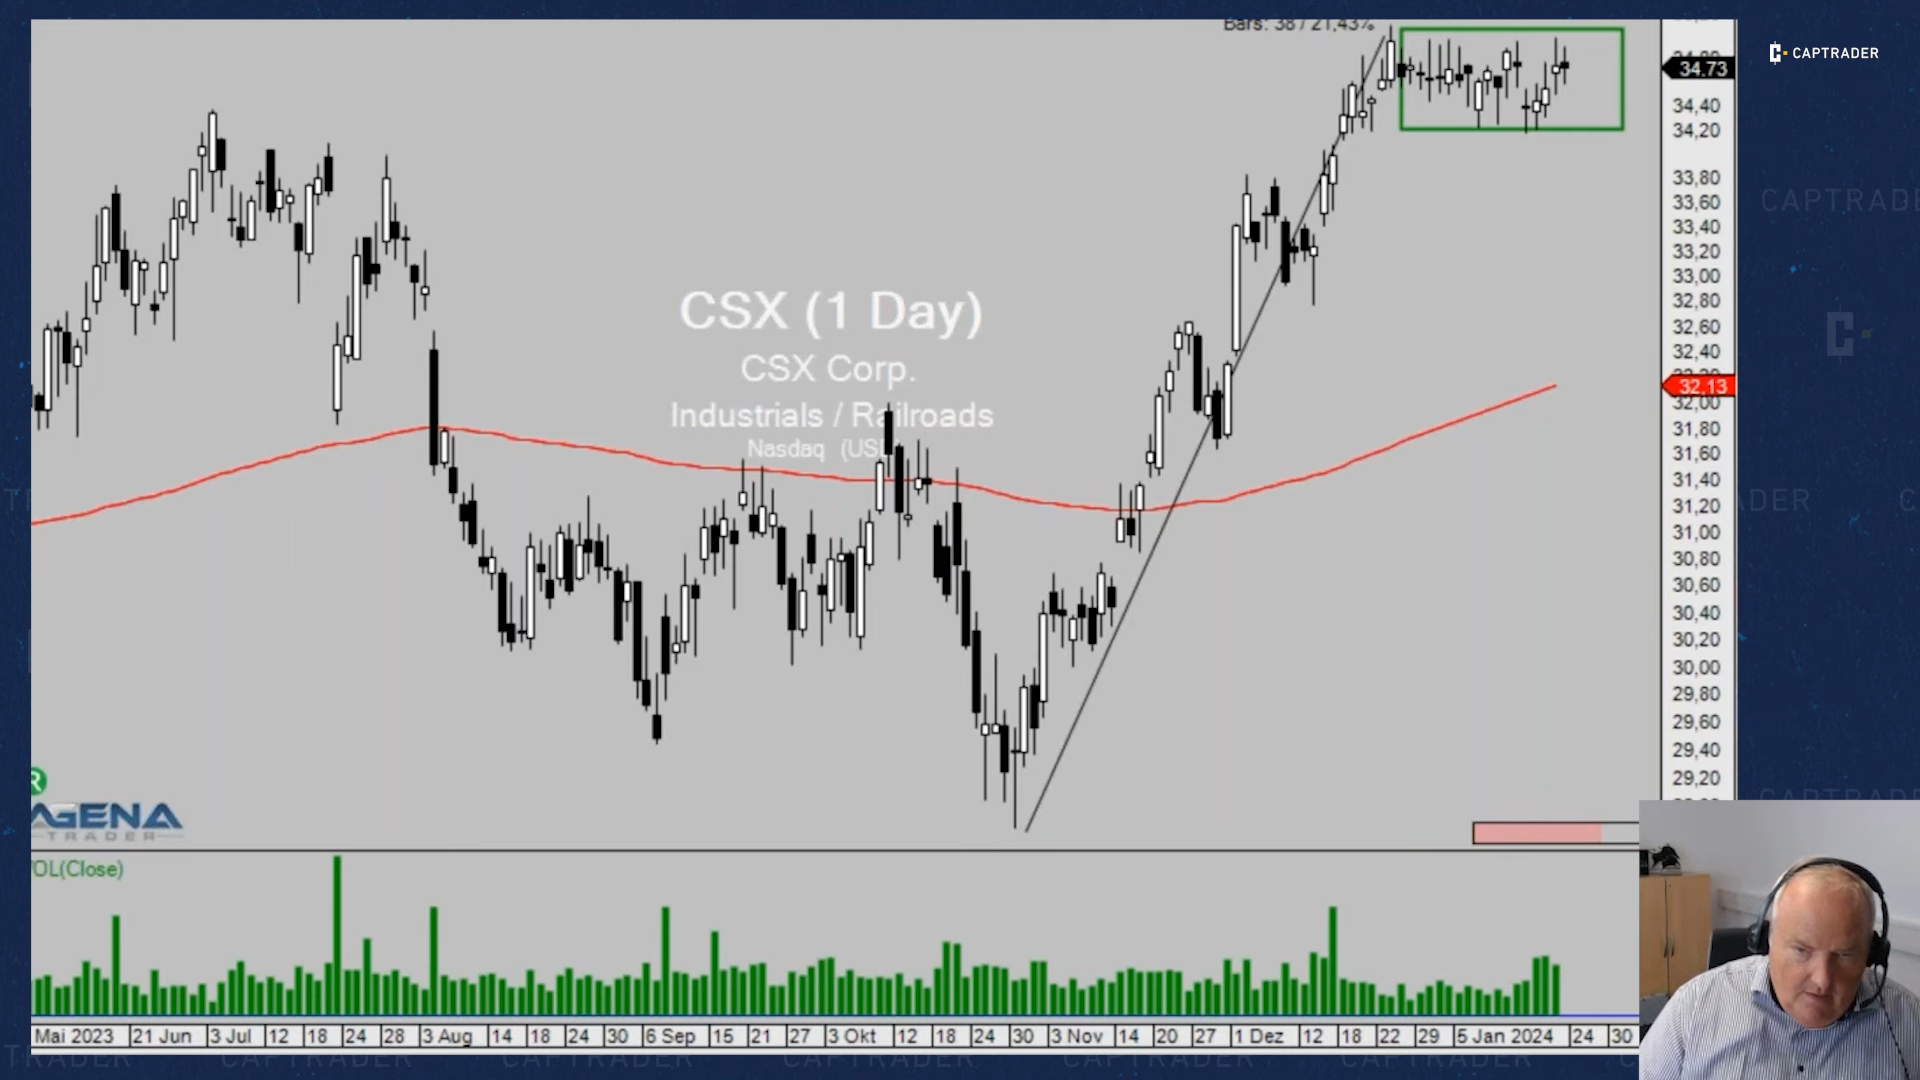 Bars: 38 / 21,43%
CAPTRADER
34.73
34,40
34,20
33,80
33,60
33,40
33,20
33,00
32,80
32,60
32,40
32.13
32,00
31,80
31,60
31,40
31,20
31,00
30,80
30,60
30,40
30,20
30,00
29,80
29,60
29,40
29,20
CAPTRADER
CSX (1 Day)
CSX Corp.
Industrials / Railroads
Nasdaq (USD
R
AGENA
TRADER
VOL(Close)
Mai 2023 21 Jun 3 Jul 12 18 24 28 3 Aug 14 18 24 30 6 Sep 15 21 27 3 Okt 12 18 24 30 3 Nov 14 20 27 1 Dez 12 18 22 29 5 Jan 2024 24 30